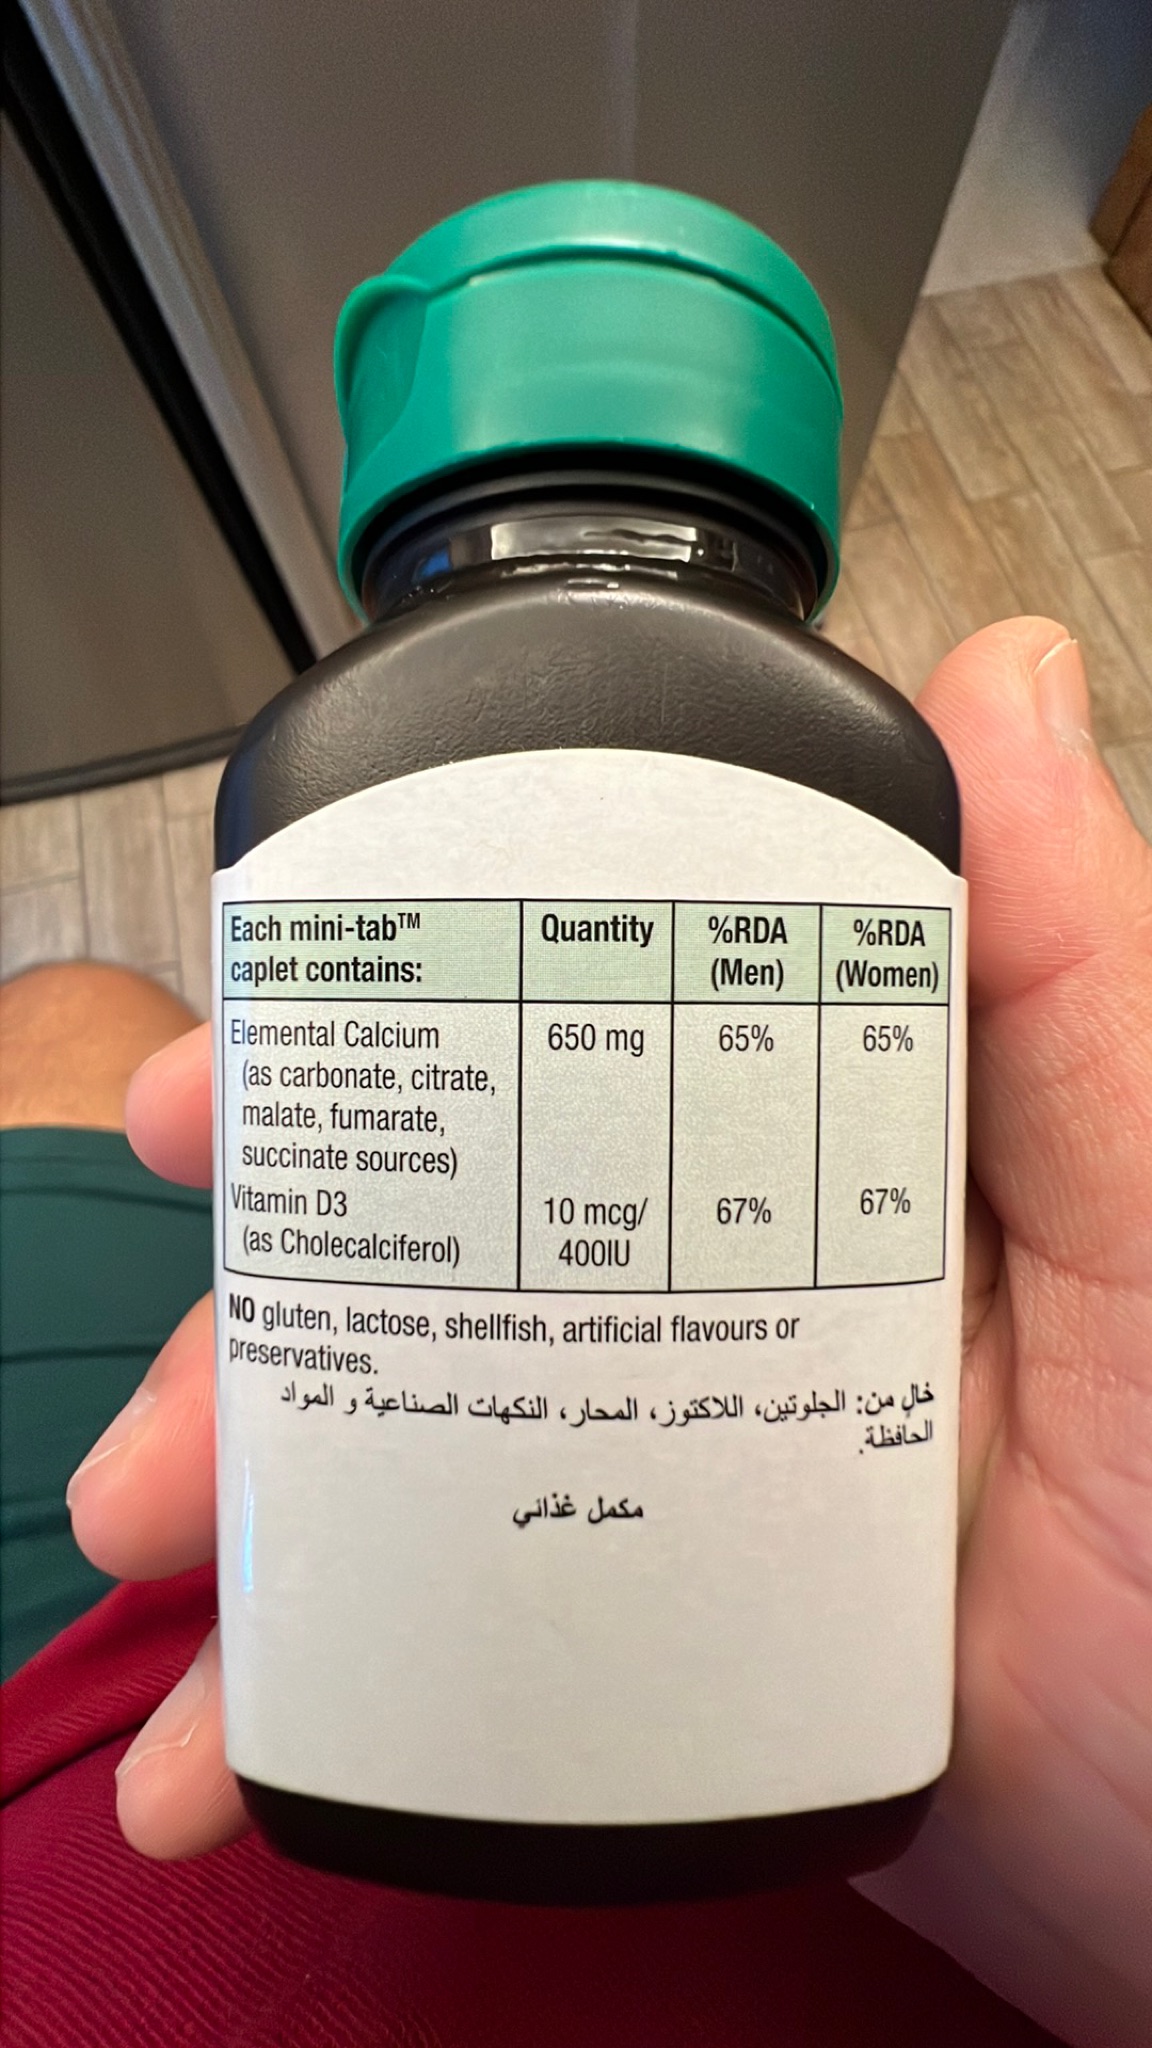 Each mini-tab™ caplet contains: Quantity %RDA (Men) %RDA (Women)
Elemental Calcium 650 mg 65% 65%
(as carbonate, citrate,
malate, fumarate,
succinate sources)
Vitamin D3 10 mcg/ 67% 67%
(as Cholecalciferol) 400IU
NO gluten, lactose, shellfish, artificial flavours or
preservatives.
خالٍ من: الجلوتين، اللاكتوز، المحار، النكهات الصناعية و المواد
الحافظة.
مكمل غذائي